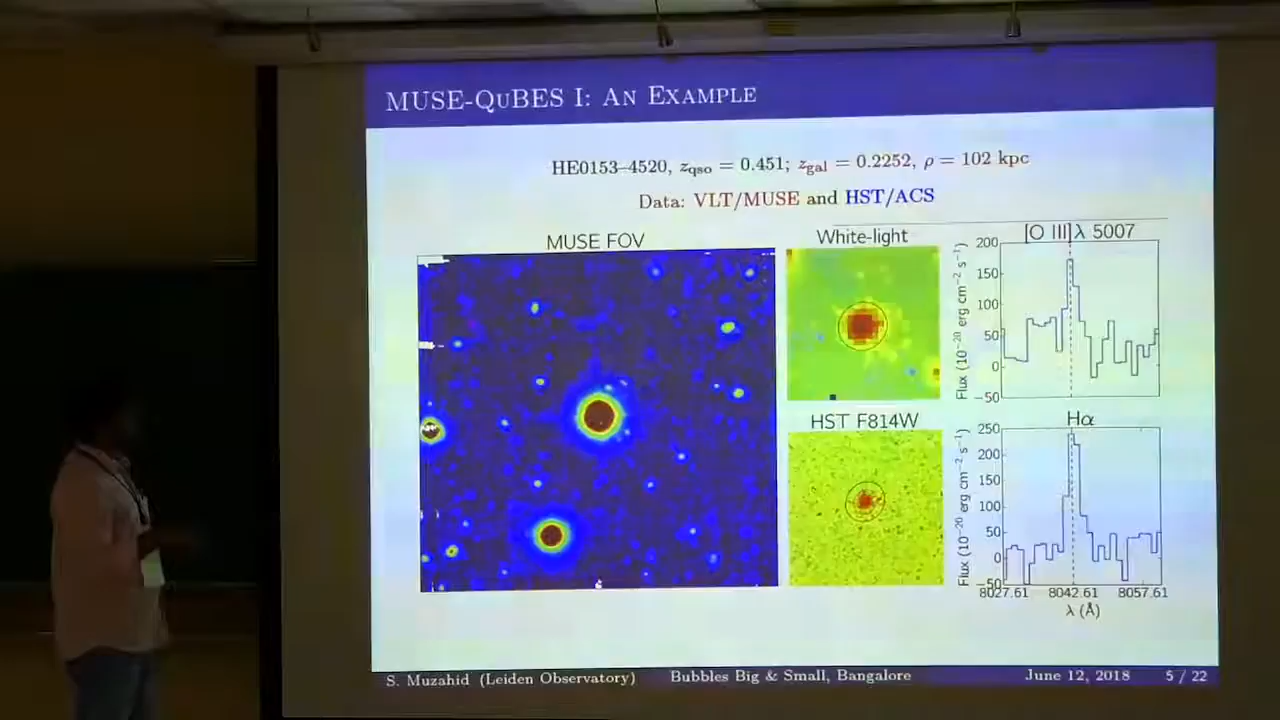 MUSE-QuBES I: An Example
HE0153–4520, z_qso = 0.451; z_gal = 0.2252, ρ = 102 kpc
Data: VLT/MUSE and HST/ACS
MUSE FOV
White-light
HST F814W
[O III]λ 5007
200
150
100
50
0
−50
Flux (10⁻²⁰ erg cm⁻² s⁻¹)
Hα
250
200
150
100
50
0
−50
Flux (10⁻²⁰ erg cm⁻² s⁻¹)
8027.61 8042.61 8057.61
λ (Å)
S. Muzahid (Leiden Observatory) Bubbles Big & Small, Bangalore June 12, 2018 5 / 22